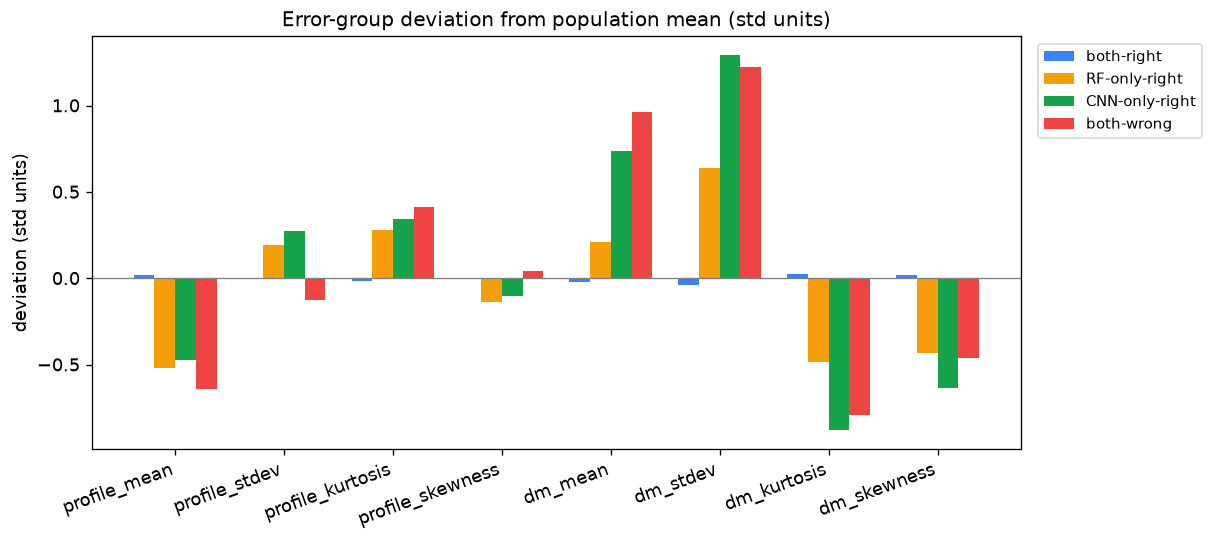 Error-group deviation from population mean (std units)
both-right
RF-only-right
CNN-only-right
both-wrong
deviation (std units)
1.0
0.5
0.0
−0.5
profile_mean
profile_stdev
profile_kurtosis
profile_skewness
dm_mean
dm_stdev
dm_kurtosis
dm_skewness